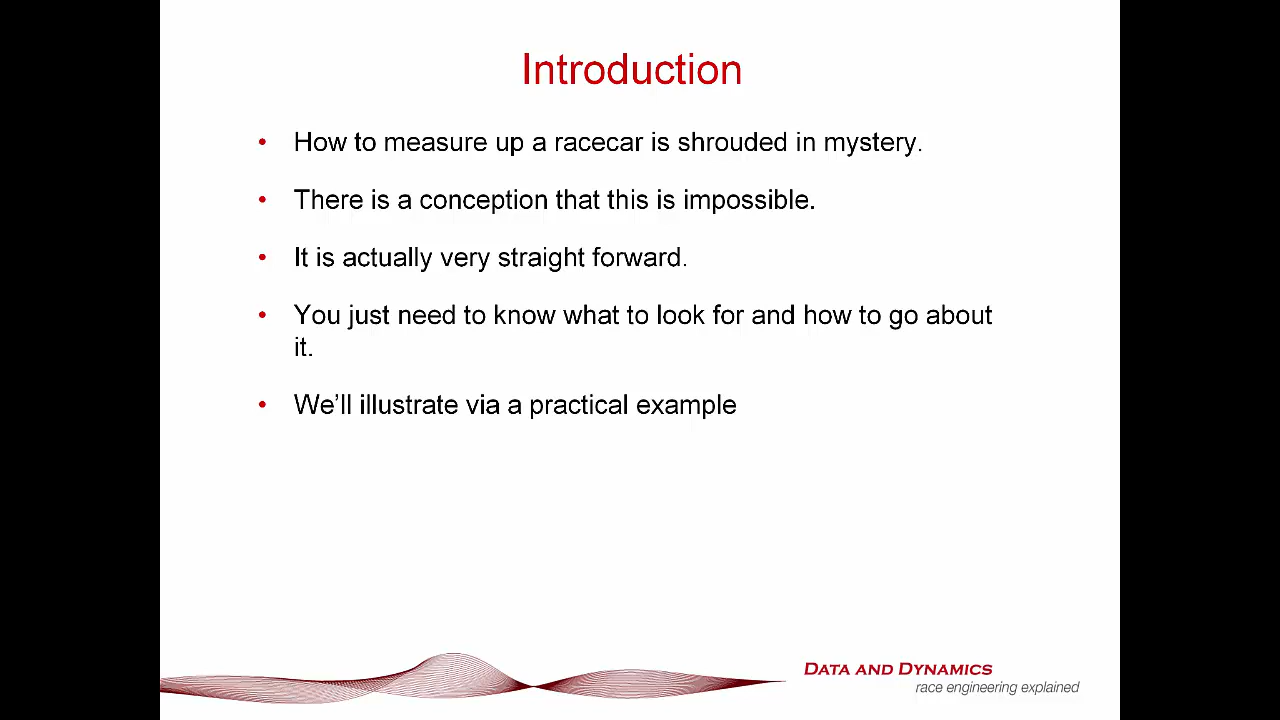 Introduction
• How to measure up a racecar is shrouded in mystery.
• There is a conception that this is impossible.
• It is actually very straight forward.
• You just need to know what to look for and how to go about
it.
• We’ll illustrate via a practical example
DATA AND DYNAMICS
race engineering explained